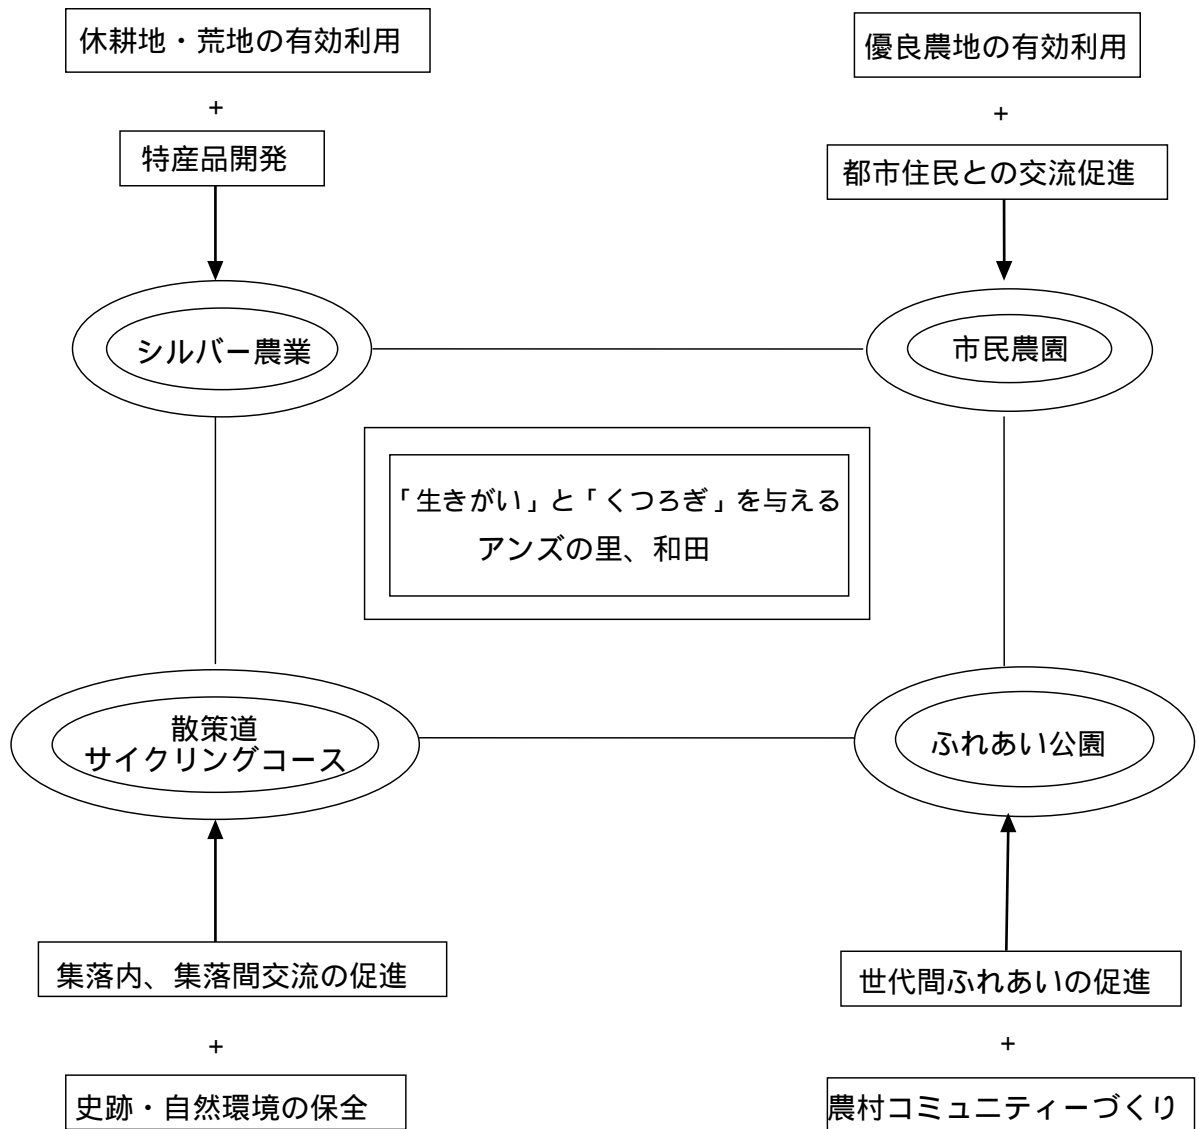 休耕地・荒地の有効利用
優良農地の有効利用
+
+
特産品開発
都市住民との交流促進
シルバー農業
市民農園
「生きがい」と「くつろぎ」を与える
アンズの里、和田
散策道
サイクリングコース
ふれあい公園
集落内、集落間交流の促進
世代間ふれあいの促進
+
+
史跡・自然環境の保全
農村コミュニティーづくり